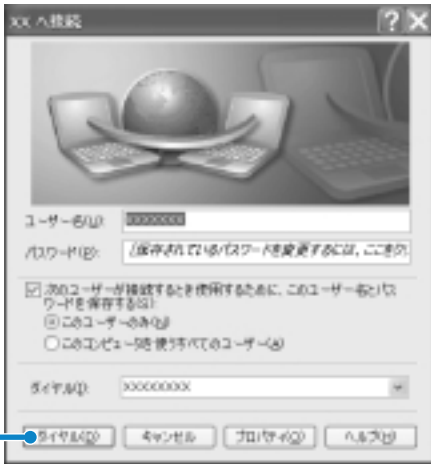 xx へ接続
ユーザー名(U):
xxxxxxxx
パスワード(P):
[保存されているパスワードを変更するには、ここをク
次のユーザーが接続するとき使用するために、このユーザー名とパス
ワードを保存する(S):
このユーザーのみ(N)
このコンピュータを使うすべてのユーザー(A)
ダイヤル(I):
xxxxxxxx
ダイヤル(D)
キャンセル
プロパティ(O)
ヘルプ(H)